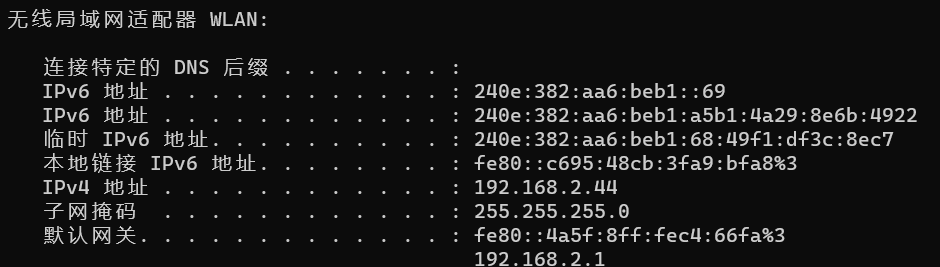 无线局域网适配器 WLAN:
连接特定的 DNS 后缀 . . . . . . . :
IPv6 地址 . . . . . . . . . . . . : 240e:382:aa6:beb1::69
IPv6 地址 . . . . . . . . . . . . : 240e:382:aa6:beb1:a5b1:4a29:8e6b:4922
临时 IPv6 地址. . . . . . . . . . : 240e:382:aa6:beb1:68:49f1:df3c:8ec7
本地链接 IPv6 地址. . . . . . . . : fe80::c695:48cb:3fa9:bfa8%3
IPv4 地址 . . . . . . . . . . . . : 192.168.2.44
子网掩码  . . . . . . . . . . . . : 255.255.255.0
默认网关. . . . . . . . . . . . . : fe80::4a5f:8ff:fec4:66fa%3
192.168.2.1